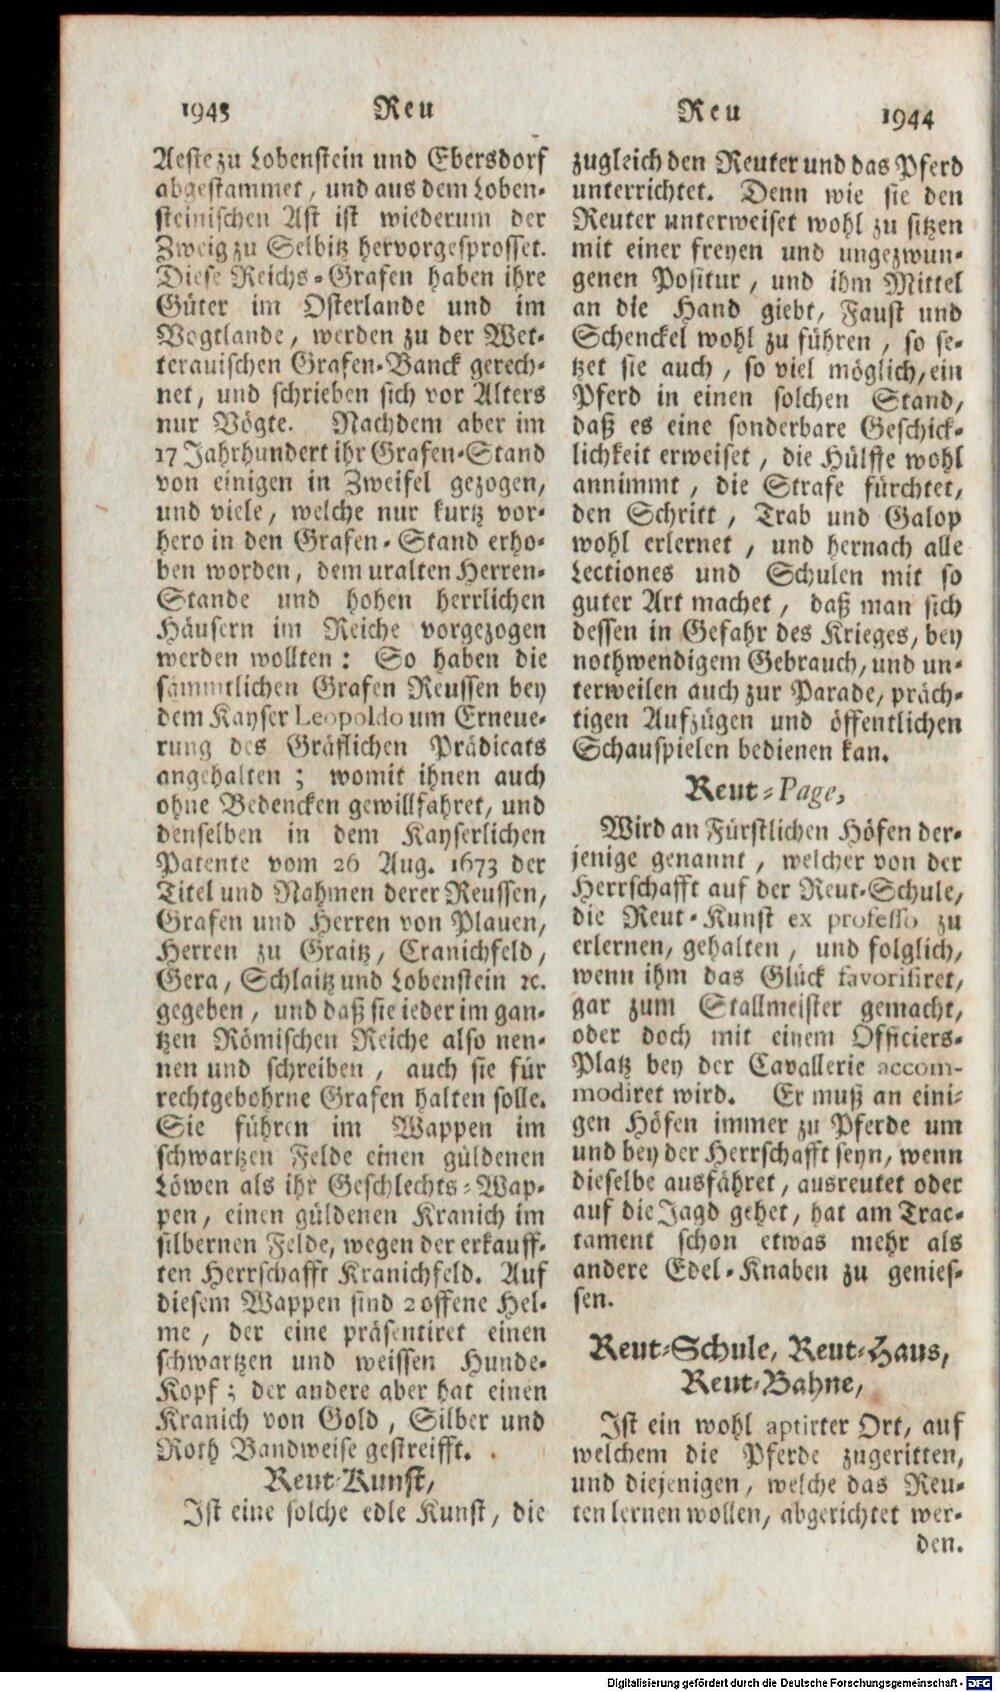 1943 Reu
Aeste zu Lobenstein und Ebersdorf
abgestammet, und aus dem Loben-
steinischen Ast ist wiederum der
Zweig zu Selbitz hervorgesprosset.
Diese Reichs-Grafen haben ihre
Güter im Osterlande und im
Vogtlande, werden zu der Wet-
terauischen Grafen-Banck gerech-
net, und schrieben sich vor Alters
nur Vögte. Nachdem aber im
17 Jahrhundert ihr Grafen-Stand
von einigen in Zweifel gezogen,
und viele, welche nur kurtz vor-
hero in den Grafen-Stand erho-
ben worden, dem uralten Herren-
Stande und hohen herrlichen
Häusern im Reiche vorgezogen
werden wollten: So haben die
sämmtlichen Grafen Reussen bey
dem Kayser Leopoldo um Erneue-
rung des Gräflichen Prädicats
angehalten; womit ihnen auch
ohne Bedencken gewillfahret, und
denselben in dem Kayserlichen
Patente vom 26 Aug. 1673 der
Titel und Nahmen derer Reussen,
Grafen und Herren von Plauen,
Herren zu Graitz, Cranichfeld,
Gera, Schlaitz und Lobenstein ꝛc.
gegeben, und daß sie ieder im gan-
tzen Römischen Reiche also nen-
nen und schreiben, auch sie für
rechtgebohrne Grafen halten solle.
Sie führen im Wappen im
schwartzen Felde einen güldenen
Löwen als ihr Geschlechts-Wap-
pen, einen güldenen Kranich im
silbernen Felde, wegen der erkauff-
ten Herrschafft Kranichfeld. Auf
diesem Wappen sind 2 offene Hel-
me, der eine präsentiret einen
schwartzen und weissen Hunde-
Kopf; der andere aber hat einen
Kranich von Gold, Silber und
Roth Bandweise gestreifft.
Reut-Kunst,
Ist eine solche edle Kunst, die
Reu 1944
zugleich den Reuter und das Pferd
unterrichtet. Denn wie sie den
Reuter unterweiset wohl zu sitzen
mit einer freyen und ungezwun-
genen Positur, und ihm Mittel
an die Hand giebt, Faust und
Schenckel wohl zu führen, so se-
tzet sie auch, so viel möglich, ein
Pferd in einen solchen Stand,
daß es eine sonderbare Geschick-
lichkeit erweiset, die Hülffe wohl
annimmt, die Strafe fürchtet,
den Schritt, Trab und Galop
wohl erlernet, und hernach alle
Lectiones und Schulen mit so
guter Art machet, daß man sich
dessen in Gefahr des Krieges, bey
nothwendigem Gebrauch, und un-
terweilen auch zur Parade, präch-
tigen Aufzügen und öffentlichen
Schauspielen bedienen kan.
Reut-Page,
Wird an Fürstlichen Höfen der-
jenige genannt, welcher von der
Herrschafft auf der Reut-Schule,
die Reut-Kunst ex professo zu
erlernen, gehalten, und folglich,
wenn ihm das Glück favorisiret,
gar zum Stallmeister gemacht,
oder doch mit einem Officiers-
Platz bey der Cavallerie accom-
modiret wird. Er muß an eini-
gen Höfen immer zu Pferde um
und bey der Herrschafft seyn, wenn
dieselbe ausfähret, ausreutet oder
auf die Jagd gehet, hat am Trac-
tament schon etwas mehr als
andere Edel-Knaben zu genies-
sen.
Reut-Schule, Reut-Haus,
Reut-Bahne,
Ist ein wohl aptirter Ort, auf
welchem die Pferde zugeritten,
und diejenigen, welche das Reu-
ten lernen wollen, abgerichtet wer-
den.
Digitalisierung gefördert durch die Deutsche Forschungsgemeinschaft - DFG